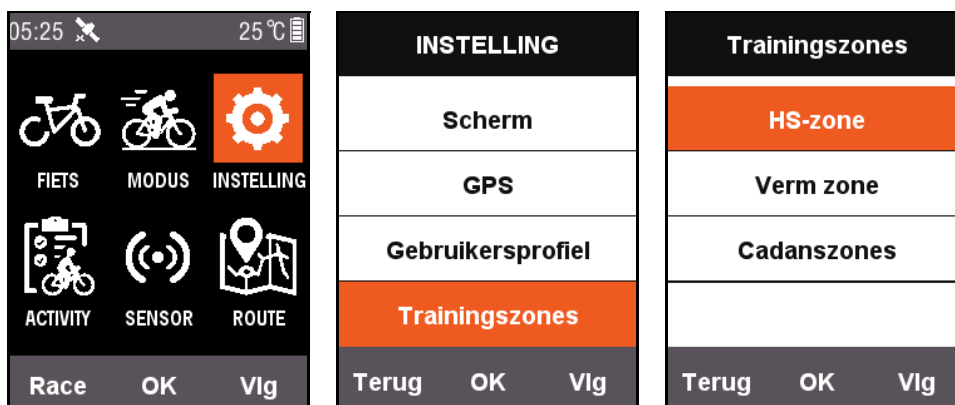 05:25 25 ℃
FIETS MODUS INSTELLING
ACTIVITY SENSOR ROUTE
Race OK Vlg
INSTELLING
Scherm
GPS
Gebruikersprofiel
Trainingszones
Terug OK Vlg
Trainingszones
HS-zone
Verm zone
Cadanszones
Terug OK Vlg